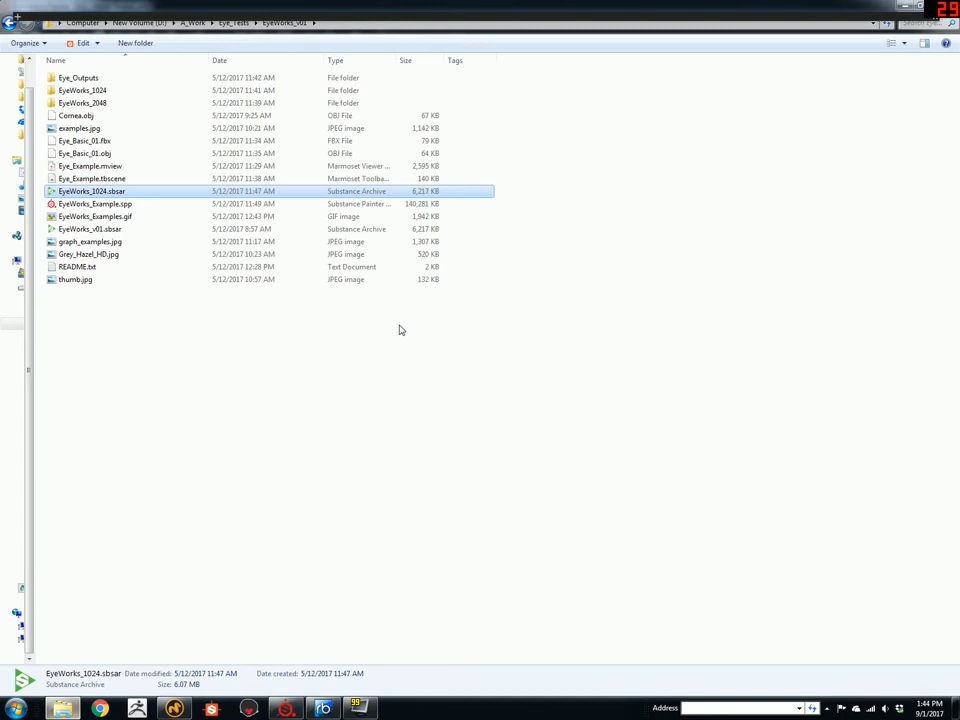 29
Computer New Volume (D:) A_Work Eye_Tests EyeWorks_v01 Search Eye...
Organize Edit New folder
Name Date Type Size Tags
Eye_Outputs 5/12/2017 11:42 AM File folder
EyeWorks_1024 5/12/2017 11:41 AM File folder
EyeWorks_2048 5/12/2017 11:39 AM File folder
Cornea.obj 5/12/2017 9:25 AM OBJ File 67 KB
examples.jpg 5/12/2017 10:21 AM JPEG image 1,142 KB
Eye_Basic_01.fbx 5/12/2017 11:34 AM FBX File 79 KB
Eye_Basic_01.obj 5/12/2017 11:35 AM OBJ File 64 KB
Eye_Example.mview 5/12/2017 11:29 AM Marmoset Viewer ... 2,595 KB
Eye_Example.tbscene 5/12/2017 11:38 AM Marmoset Toolba... 140 KB
EyeWorks_1024.sbsar 5/12/2017 11:47 AM Substance Archive 6,217 KB
EyeWorks_Example.spp 5/12/2017 11:49 AM Substance Painter ... 140,281 KB
EyeWorks_Examples.gif 5/12/2017 12:43 PM GIF image 1,942 KB
EyeWorks_v01.sbsar 5/12/2017 8:57 AM Substance Archive 6,217 KB
graph_examples.jpg 5/12/2017 11:17 AM JPEG image 1,307 KB
Grey_Hazel_HD.jpg 5/12/2017 10:23 AM JPEG image 520 KB
README.txt 5/12/2017 12:28 PM Text Document 2 KB
thumb.jpg 5/12/2017 10:57 AM JPEG image 132 KB
EyeWorks_1024.sbsar Date modified: 5/12/2017 11:47 AM Date created: 5/12/2017 11:47 AM
Substance Archive Size: 6.07 MB
99
Address
1:44 PM
9/1/2017